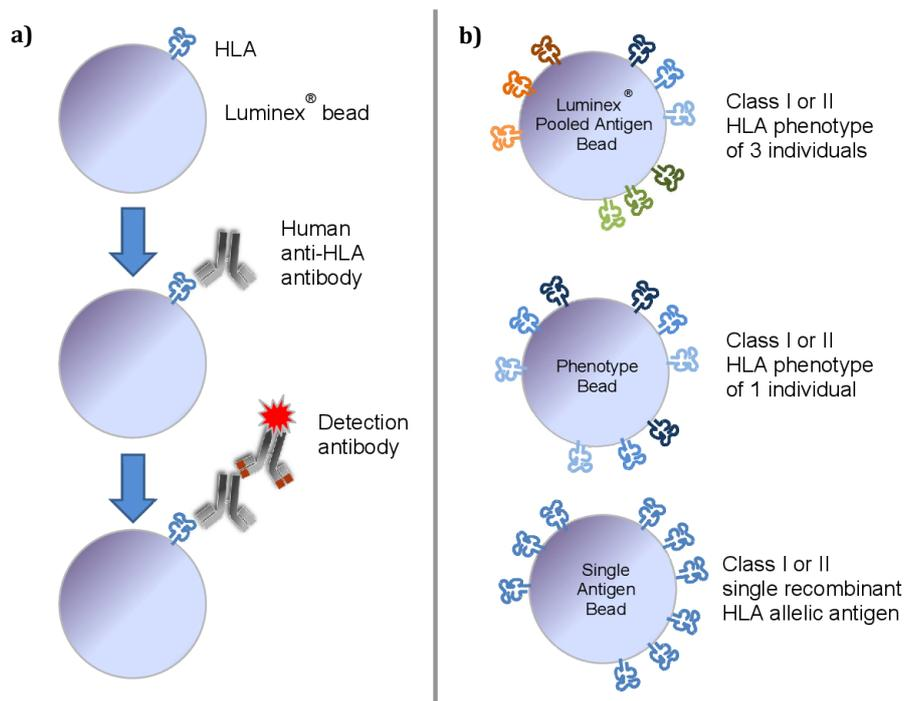 a)
HLA
Luminex® bead
Human
anti-HLA
antibody
Detection
antibody
b)
Luminex®
Pooled Antigen
Bead
Class I or II
HLA phenotype
of 3 individuals
Phenotype
Bead
Class I or II
HLA phenotype
of 1 individual
Single
Antigen
Bead
Class I or II
single recombinant
HLA allelic antigen